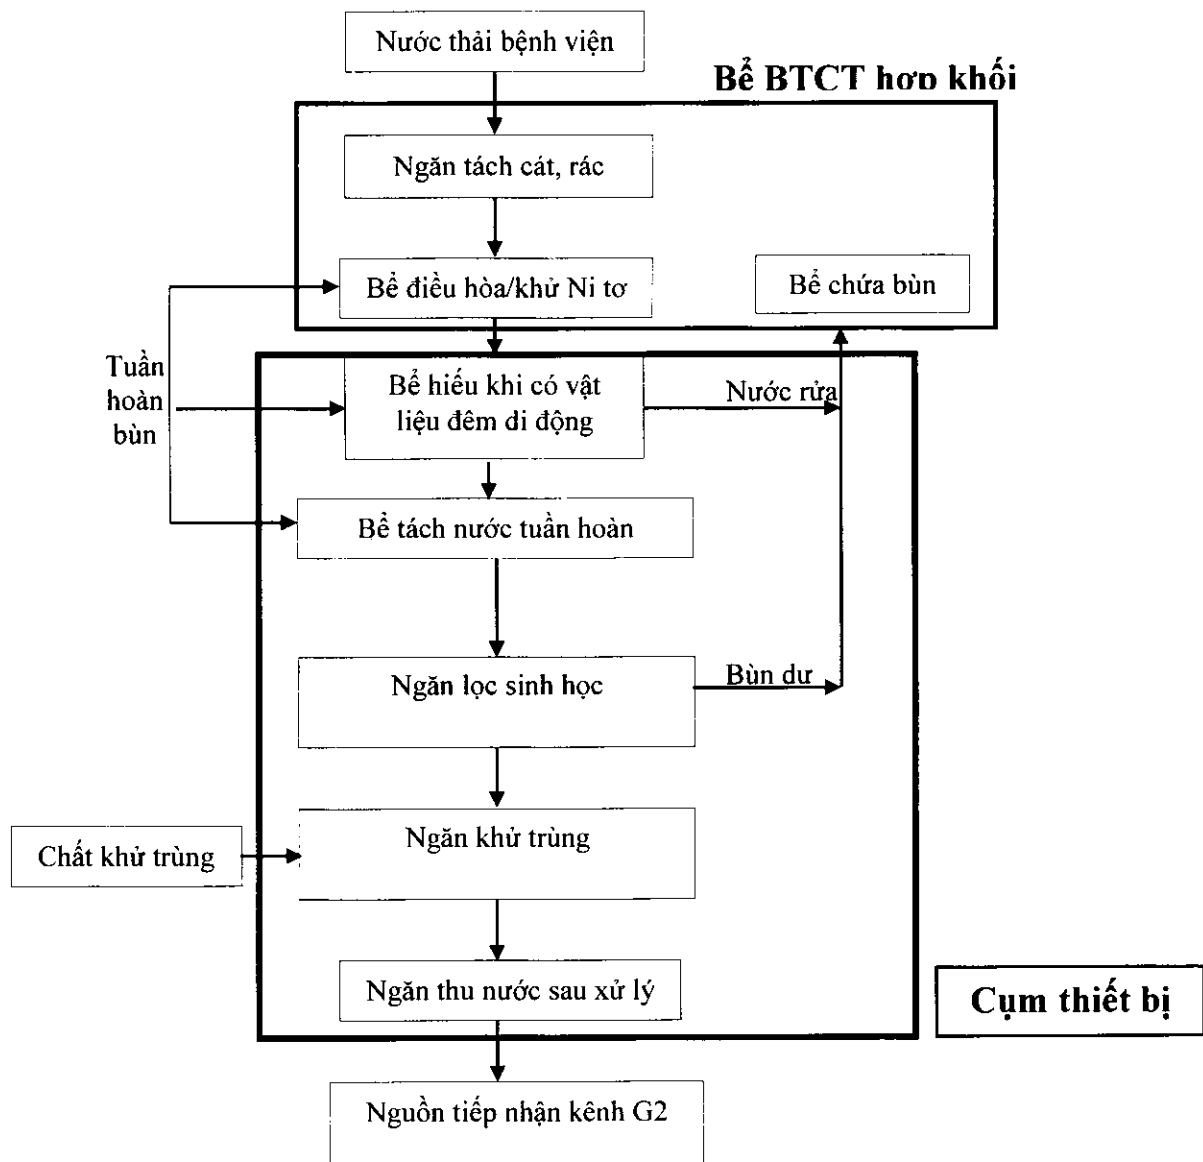 Nước thải bệnh viện
Bể BTCT hợp khối
Ngăn tách cát, rác
Bể điều hòa/khử Ni tơ
Bể chứa bùn
Tuần
hoàn
bùn
Bể hiếu khi có vật
liệu đêm di động
Nước rửa
Bể tách nước tuần hoàn
Ngăn lọc sinh học
Bùn dư
Ngăn khử trùng
Chất khử trùng
Ngăn thu nước sau xử lý
Cụm thiết bị
Nguồn tiếp nhận kênh G2